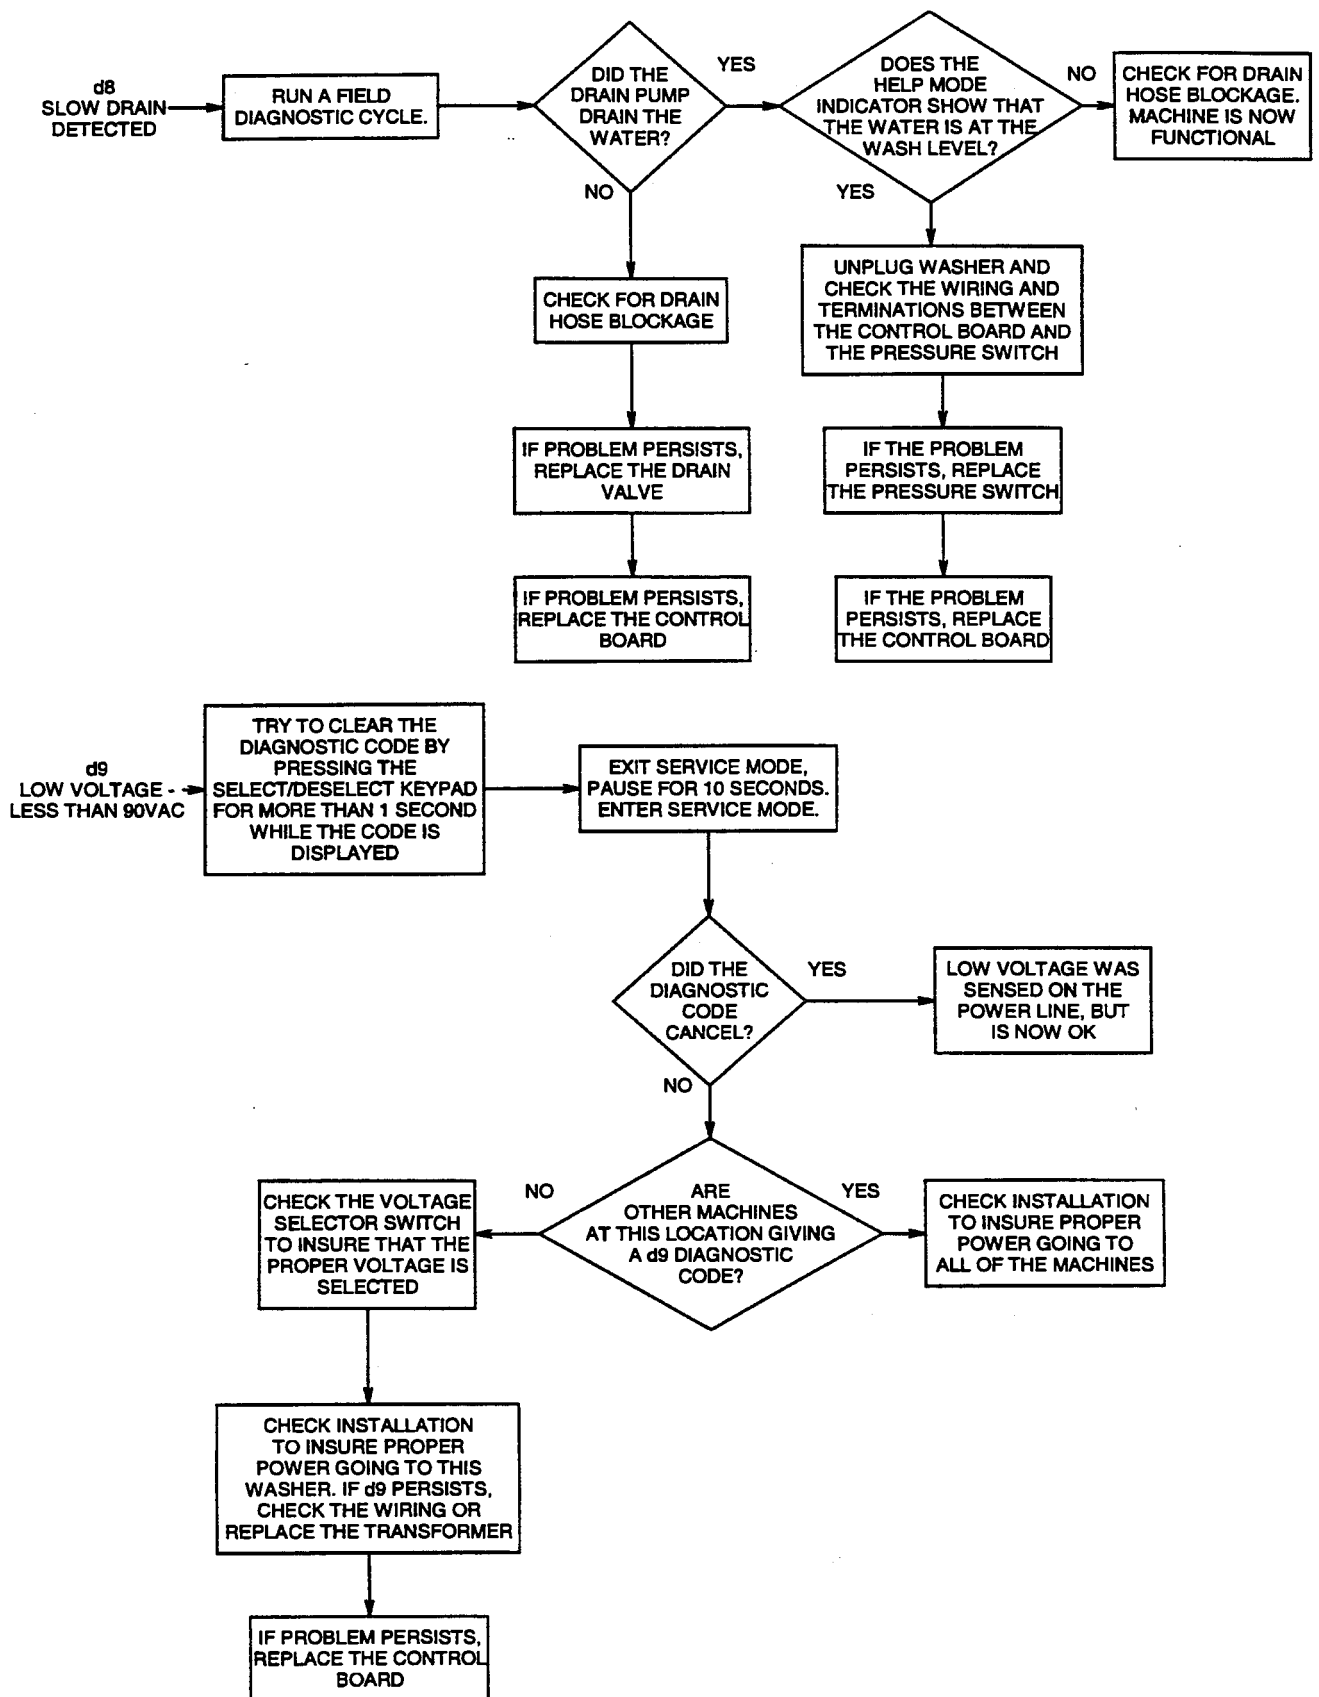 d8
SLOW DRAIN
DETECTED
RUN A FIELD
DIAGNOSTIC CYCLE.
DID THE
DRAIN PUMP
DRAIN THE
WATER?
YES
NO
DOES THE
HELP MODE
INDICATOR SHOW THAT
THE WATER IS AT THE
WASH LEVEL?
NO
YES
CHECK FOR DRAIN
HOSE BLOCKAGE.
MACHINE IS NOW
FUNCTIONAL
CHECK FOR DRAIN
HOSE BLOCKAGE
IF PROBLEM PERSISTS,
REPLACE THE DRAIN
VALVE
IF PROBLEM PERSISTS,
REPLACE THE CONTROL
BOARD
UNPLUG WASHER AND
CHECK THE WIRING AND
TERMINATIONS BETWEEN
THE CONTROL BOARD AND
THE PRESSURE SWITCH
IF THE PROBLEM
PERSISTS, REPLACE
THE PRESSURE SWITCH
IF THE PROBLEM
PERSISTS, REPLACE
THE CONTROL BOARD
d9
LOW VOLTAGE -
LESS THAN 90VAC
TRY TO CLEAR THE
DIAGNOSTIC CODE BY
PRESSING THE
SELECT/DESELECT KEYPAD
FOR MORE THAN 1 SECOND
WHILE THE CODE IS
DISPLAYED
EXIT SERVICE MODE,
PAUSE FOR 10 SECONDS.
ENTER SERVICE MODE.
DID THE
DIAGNOSTIC
CODE
CANCEL?
YES
NO
LOW VOLTAGE WAS
SENSED ON THE
POWER LINE, BUT
IS NOW OK
ARE
OTHER MACHINES
AT THIS LOCATION GIVING
A d9 DIAGNOSTIC
CODE?
NO
YES
CHECK INSTALLATION
TO INSURE PROPER
POWER GOING TO
ALL OF THE MACHINES
CHECK THE VOLTAGE
SELECTOR SWITCH
TO INSURE THAT THE
PROPER VOLTAGE IS
SELECTED
CHECK INSTALLATION
TO INSURE PROPER
POWER GOING TO THIS
WASHER. IF d9 PERSISTS,
CHECK THE WIRING OR
REPLACE THE TRANSFORMER
IF PROBLEM PERSISTS,
REPLACE THE CONTROL
BOARD